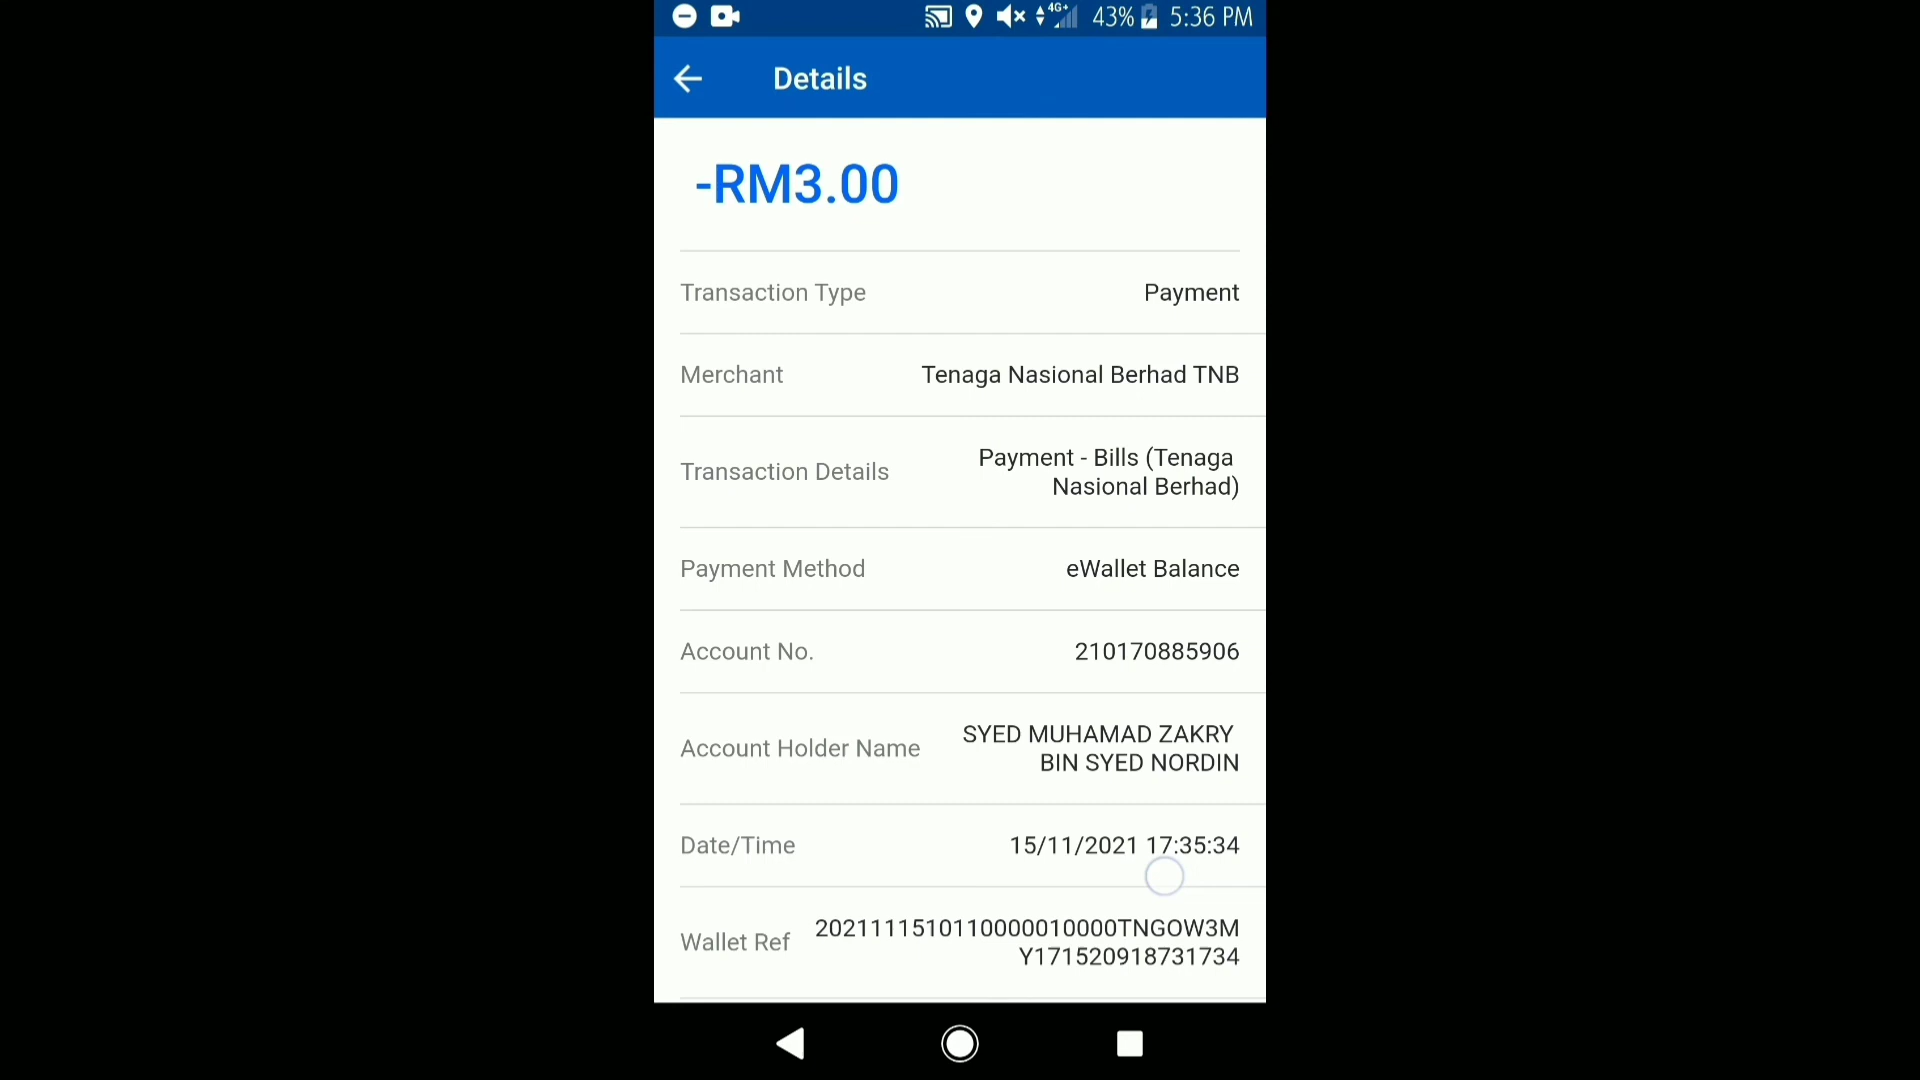 4G+ 43% 5:36 PM
Details
-RM3.00
Transaction Type Payment
Merchant Tenaga Nasional Berhad TNB
Transaction Details Payment - Bills (Tenaga
Nasional Berhad)
Payment Method eWallet Balance
Account No. 210170885906
Account Holder Name SYED MUHAMAD ZAKRY
BIN SYED NORDIN
Date/Time 15/11/2021 17:35:34
Wallet Ref 2021111510110000010000TNGOW3M
Y171520918731734